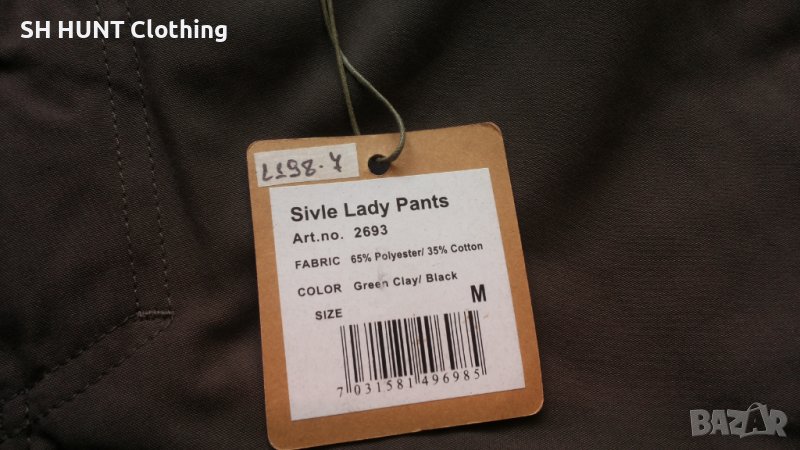 SH HUNT Clothing
L198-7
Sivle Lady Pants
Art.no. 2693
FABRIC 65% Polyester/ 35% Cotton
COLOR Green Clay/ Black
SIZE M
7 031581 496985
BAZAR